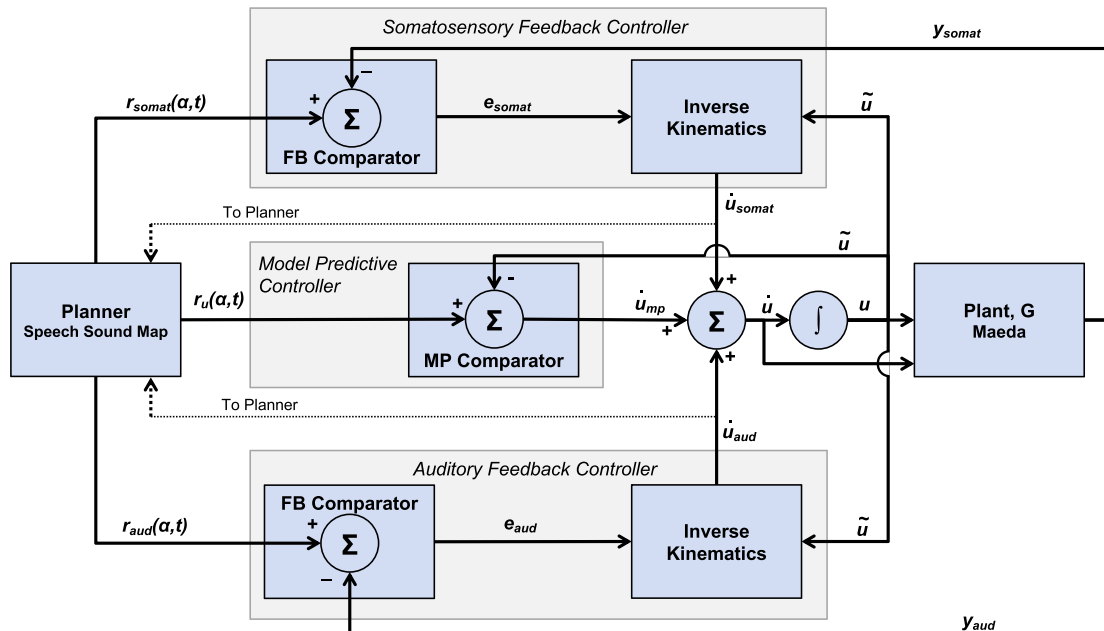 Somatosensory Feedback Controller
y_somat
r_somat(α,t)
+
−
Σ
FB Comparator
e_somat
Inverse
Kinematics
ũ
u̇_somat
To Planner
Model Predictive
Controller
ũ
Planner
Speech Sound Map
r_u(α,t)
+
-
Σ
MP Comparator
u̇_mp
+
+
+
Σ
u̇
∫
u
Plant, G
Maeda
To Planner
u̇_aud
Auditory Feedback Controller
FB Comparator
r_aud(α,t)
+
−
Σ
e_aud
Inverse
Kinematics
ũ
y_aud